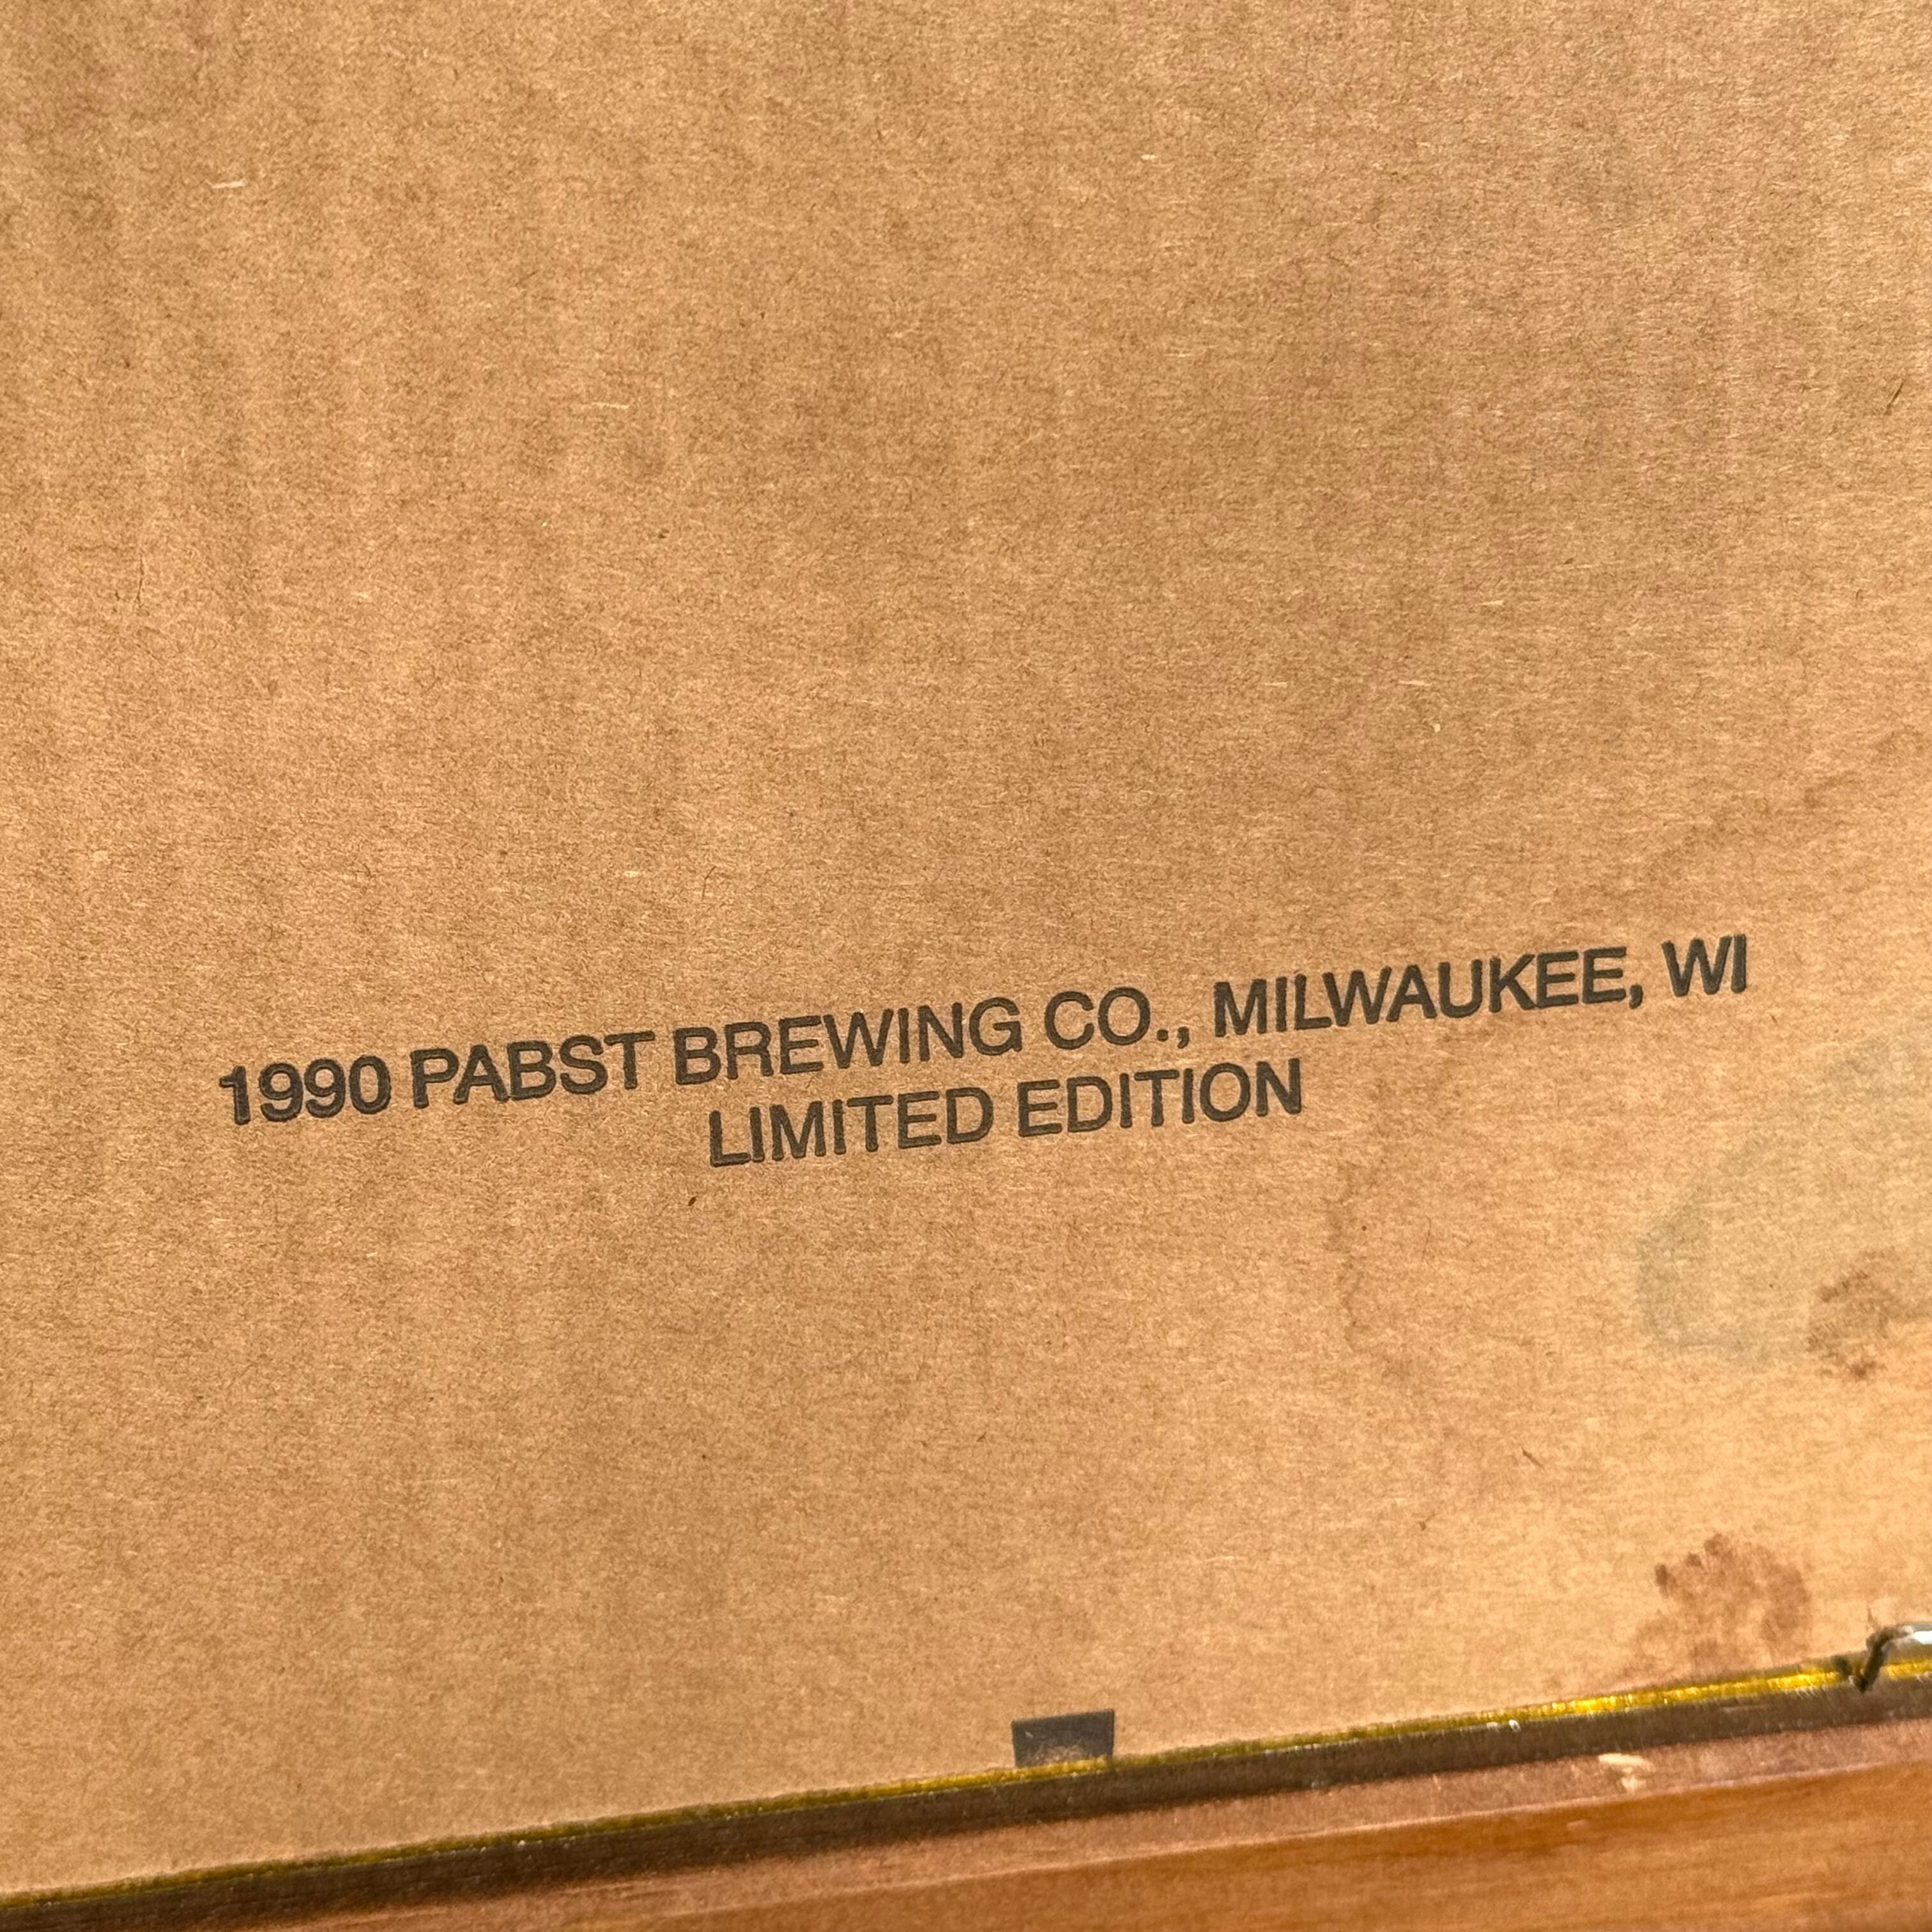 1990 PABST BREWING CO., MILWAUKEE, WI
LIMITED EDITION